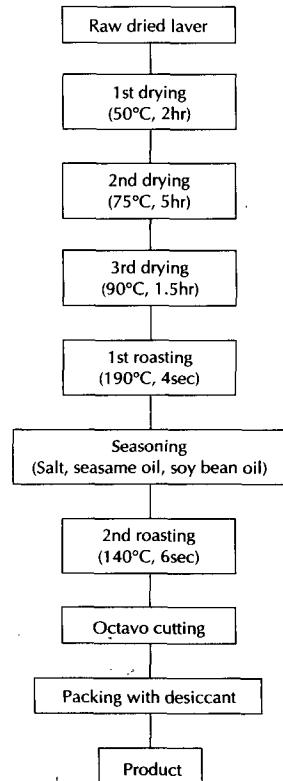 Raw dried laver
1st drying
(50°C, 2hr)
2nd drying
(75°C, 5hr)
3rd drying
(90°C, 1.5hr)
1st roasting
(190°C, 4sec)
Seasoning
(Salt, seasame oil, soy bean oil)
2nd roasting
(140°C, 6sec)
Octavo cutting
Packing with desiccant
Product